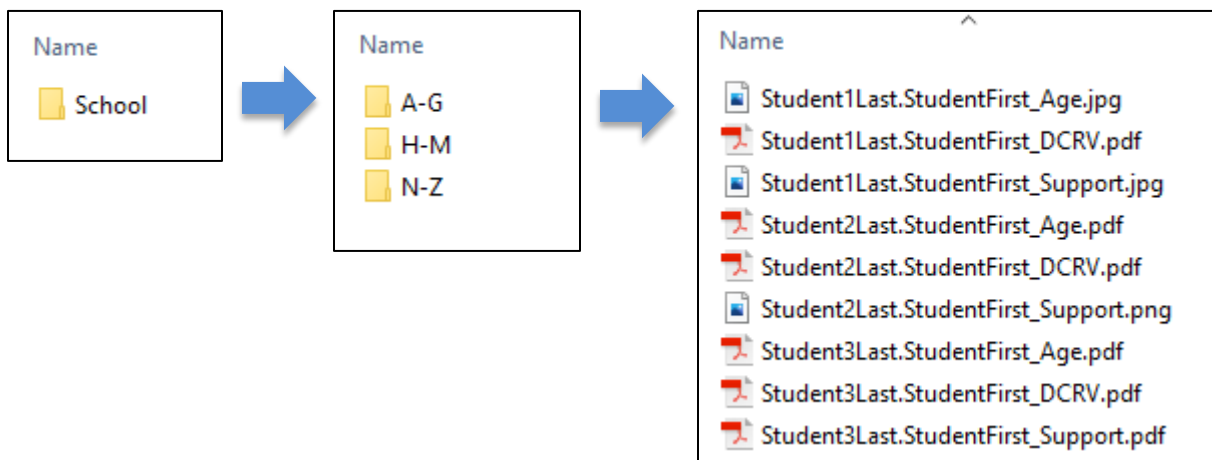 Name
School
Name
A-G
H-M
N-Z
Name
Student1Last.StudentFirst_Age.jpg
Student1Last.StudentFirst_DCRV.pdf
Student1Last.StudentFirst_Support.jpg
Student2Last.StudentFirst_Age.pdf
Student2Last.StudentFirst_DCRV.pdf
Student2Last.StudentFirst_Support.png
Student3Last.StudentFirst_Age.pdf
Student3Last.StudentFirst_DCRV.pdf
Student3Last.StudentFirst_Support.pdf